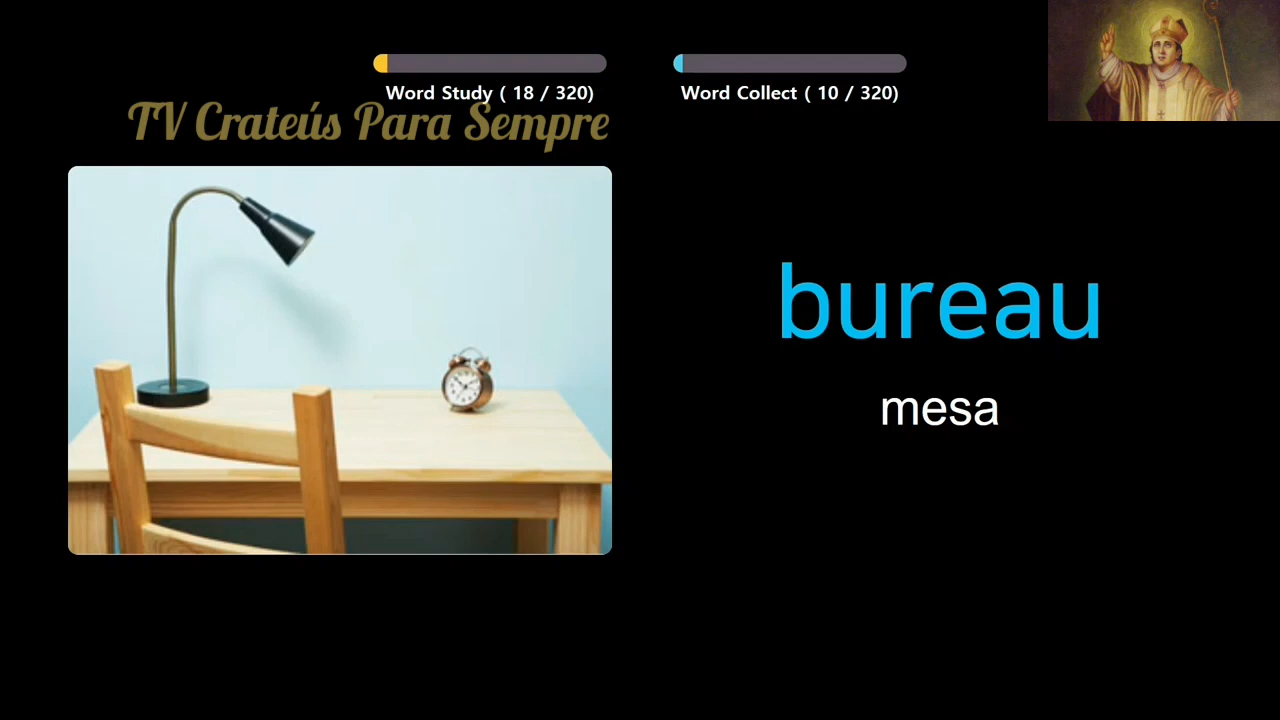 Word Study ( 18 / 320)
Word Collect ( 10 / 320)
TV Crateús Para Sempre
bureau
mesa